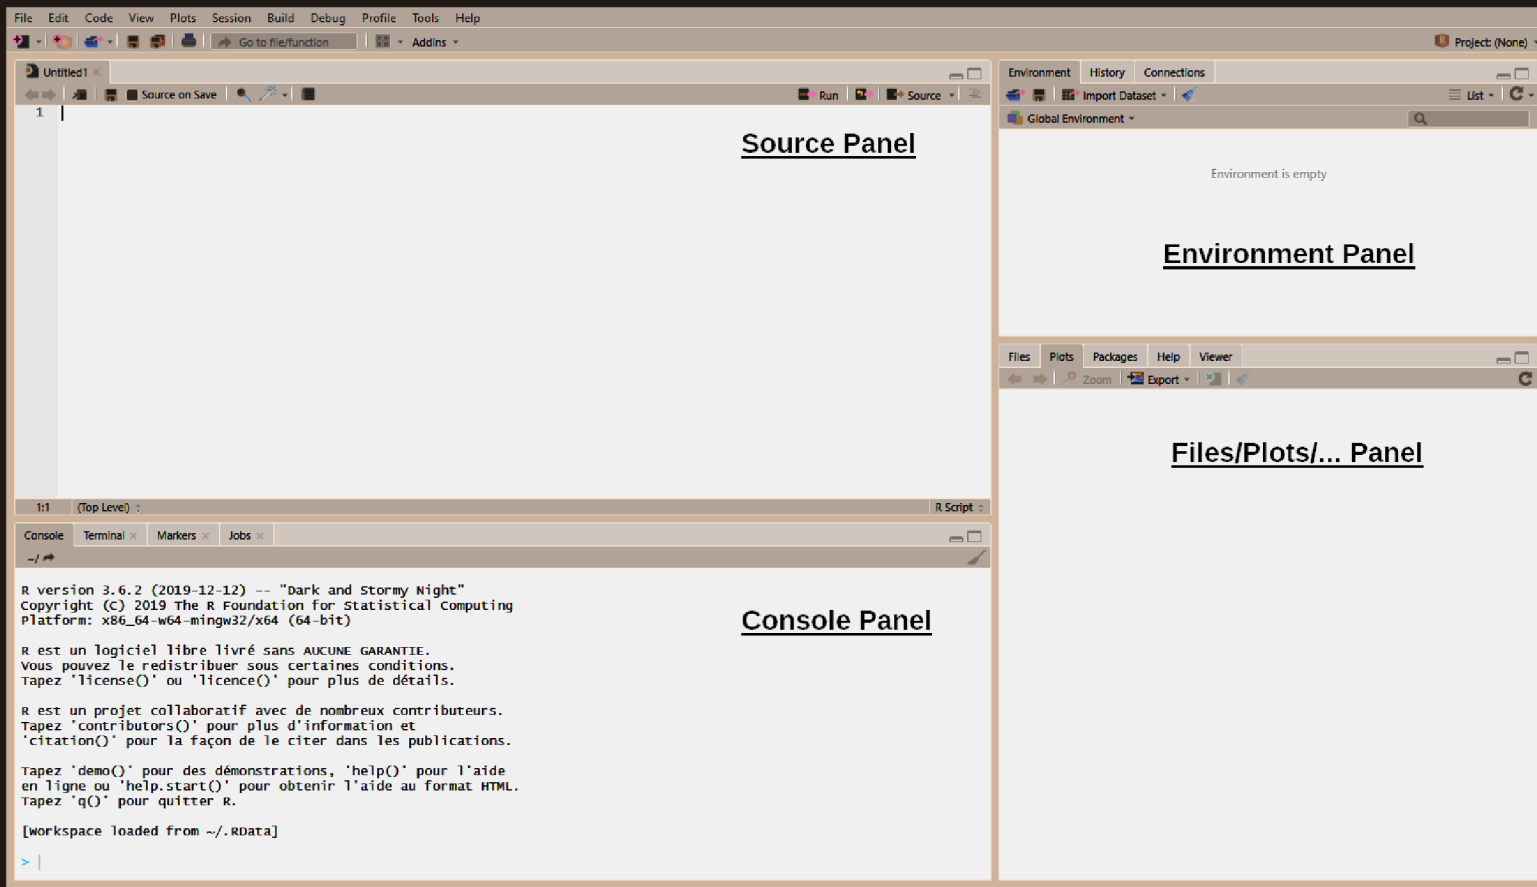 File Edit Code View Plots Session Build Debug Profile Tools Help
Go to file/function Addins Project: (None)
Untitled1
Source on Save Run Source
1
Source Panel
1:1 (Top Level) R Script
Console Terminal Markers Jobs
~/
R version 3.6.2 (2019-12-12) -- "Dark and Stormy Night"
Copyright (C) 2019 The R Foundation for Statistical Computing
Platform: x86_64-w64-mingw32/x64 (64-bit)
R est un logiciel libre livré sans AUCUNE GARANTIE.
Vous pouvez le redistribuer sous certaines conditions.
Tapez 'license()' ou 'licence()' pour plus de détails.
R est un projet collaboratif avec de nombreux contributeurs.
Tapez 'contributors()' pour plus d'information et
'citation()' pour la façon de le citer dans les publications.
Tapez 'demo()' pour des démonstrations, 'help()' pour l'aide
en ligne ou 'help.start()' pour obtenir l'aide au format HTML.
Tapez 'q()' pour quitter R.
[Workspace loaded from ~/.RData]
>
Console Panel
Environment History Connections
Import Dataset List
Global Environment
Environment is empty
Environment Panel
Files Plots Packages Help Viewer
Zoom Export
Files/Plots/... Panel